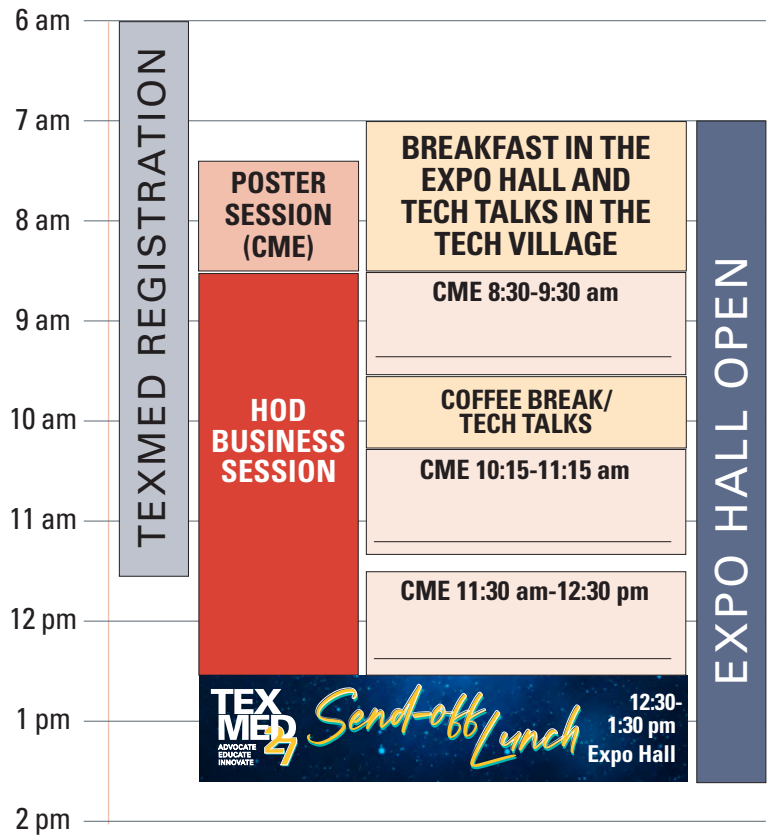 6 am
7 am
8 am
9 am
10 am
11 am
12 pm
1 pm
2 pm
TEXMED REGISTRATION
POSTER
SESSION
(CME)
HOD
BUSINESS
SESSION
BREAKFAST IN THE
EXPO HALL AND
TECH TALKS IN THE
TECH VILLAGE
CME 8:30-9:30 am
COFFEE BREAK/
TECH TALKS
CME 10:15-11:15 am
CME 11:30 am-12:30 pm
EXPO HALL OPEN
TEX
MED
27
ADVOCATE
EDUCATE
INNOVATE
Send-off Lunch
12:30-
1:30 pm
Expo Hall